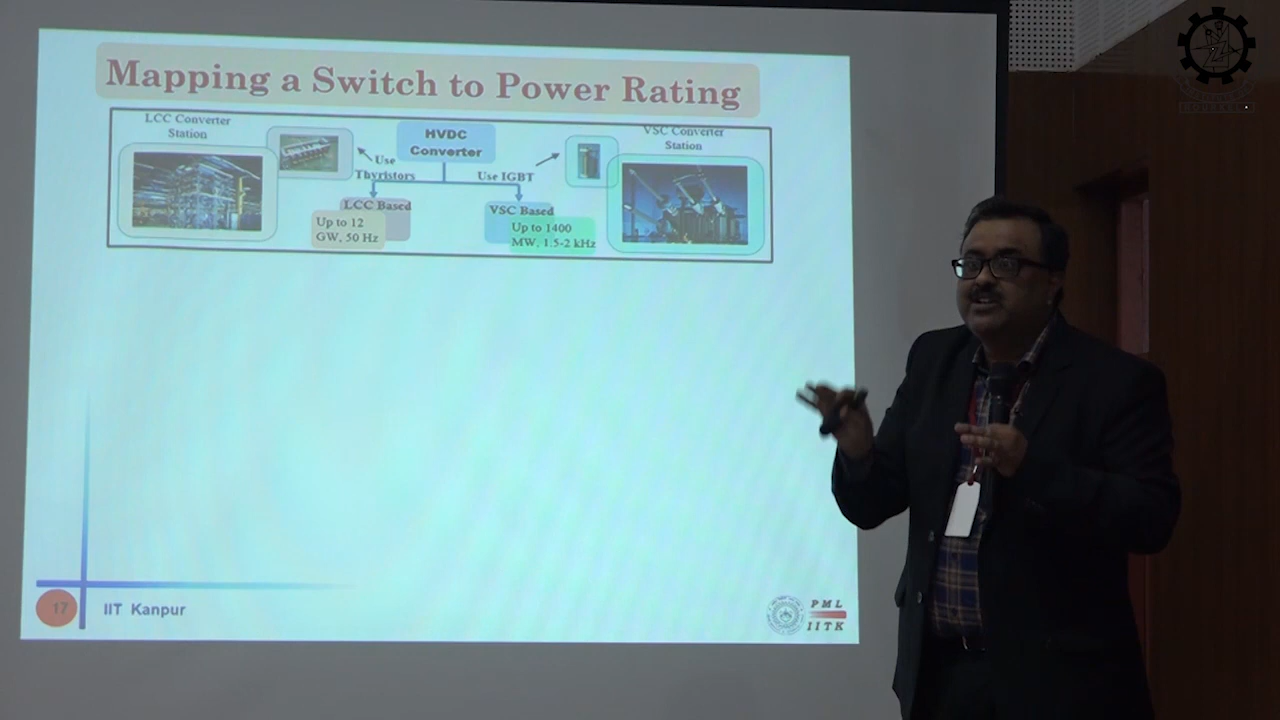 Mapping a Switch to Power Rating
LCC Converter
Station
HVDC
Converter
VSC Converter
Station
Use
Thyristors
Use IGBT
LCC Based
Up to 12
GW, 50 Hz
VSC Based
Up to 1400
MW, 1.5-2 kHz
17
IIT Kanpur
PML
IITK